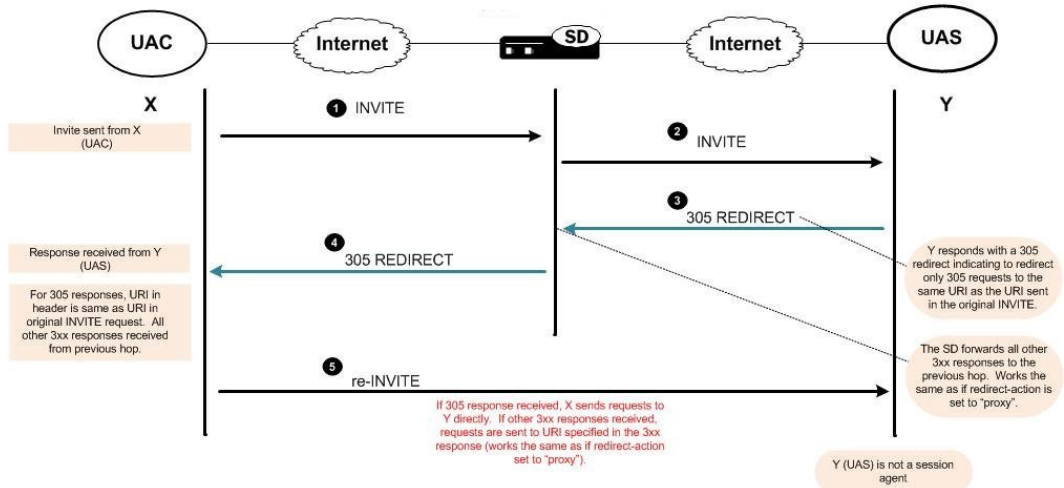 UAC
Internet
SD
Internet
UAS
X
Y
1 INVITE
Invite sent from X
(UAC)
2
INVITE
3
305 REDIRECT
4
305 REDIRECT
Response received from Y
(UAS)
Y responds with a 305
redirect indicating to redirect
only 305 requests to the
same URI as the URI sent
in the original INVITE.
For 305 responses, URI in
header is same as URI in
original INVITE request. All
other 3xx responses received
from previous hop.
The SD forwards all other
3xx responses to the
previous hop. Works the
same as if redirect-action is
set to “proxy”.
5
re-INVITE
If 305 response received, X sends requests to
Y directly. If other 3xx responses received,
requests are sent to URI specified in the 3xx
response (works the same as if redirect-action
set to “proxy”).
Y (UAS) is not a session
agent